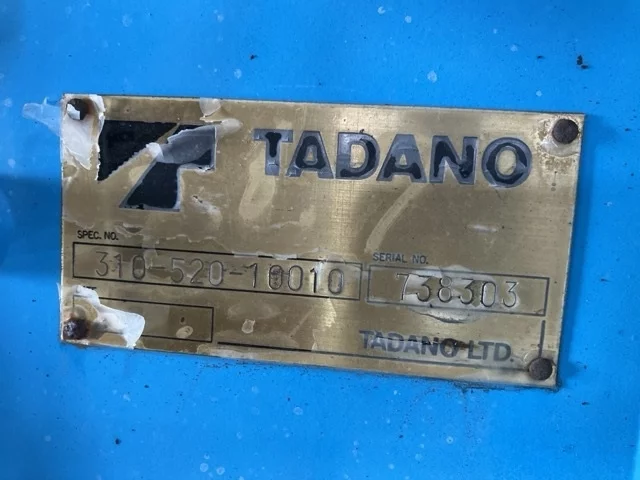 TADANO
SPEC. NO.
SERIAL NO.
310-520-10010
738303
TADANO LTD.